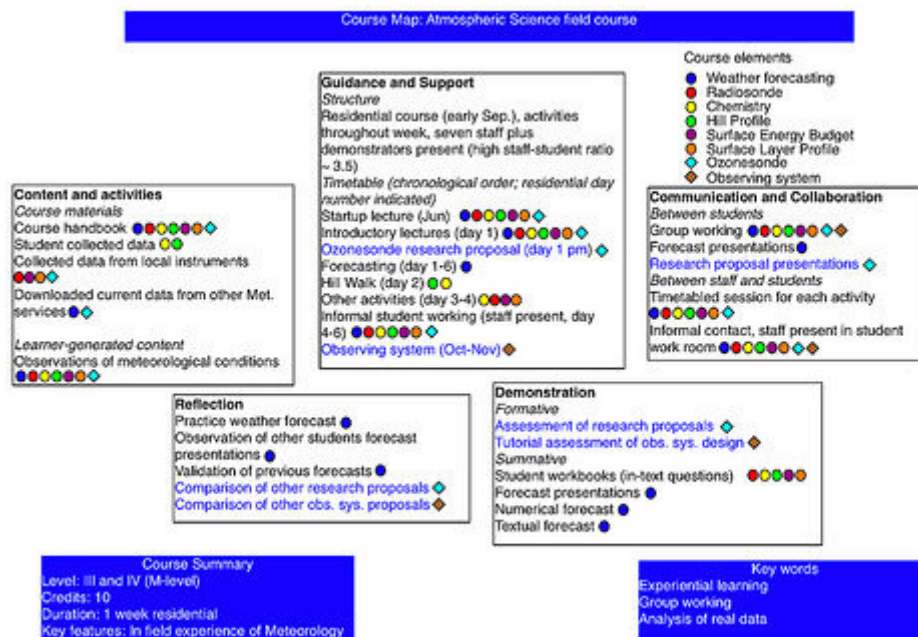 Course Map: Atmospheric Science field course
Course elements
Weather forecasting
Radiosonde
Chemistry
Hill Profile
Surface Energy Budget
Surface Layer Profile
Ozonesonde
Observing system
Guidance and Support
Structure
Residential course (early Sep.), activities
throughout week, seven staff plus
demonstrators present (high staff-student ratio
~ 3.5)
Timetable (chronological order; residential day
number indicated)
Startup lecture (Jun)
Introductory lectures (day 1)
Ozonesonde research proposal (day 1 pm)
Forecasting (day 1-6)
Hill Walk (day 2)
Other activities (day 3-4)
Informal student working (staff present, day
4-6)
Observing system (Oct-Nov)
Content and activities
Course materials
Course handbook
Student collected data
Collected data from local instruments
Downloaded current data from other Met.
services
Learner-generated content
Observations of meteorological conditions
Communication and Collaboration
Between students
Group working
Forecast presentations
Research proposal presentations
Between staff and students
Timetabled session for each activity
Informal contact, staff present in student
work room
Reflection
Practice weather forecast
Observation of other students forecast
presentations
Validation of previous forecasts
Comparison of other research proposals
Comparison of other obs. sys. proposals
Demonstration
Formative
Assessment of research proposals
Tutorial assessment of obs. sys. design
Summative
Student workbooks (in-text questions)
Forecast presentations
Numerical forecast
Textual forecast
Course Summary
Level: III and IV (M-level)
Credits: 10
Duration: 1 week residential
Key features: In field experience of Meteorology
Key words
Experiential learning
Group working
Analysis of real data